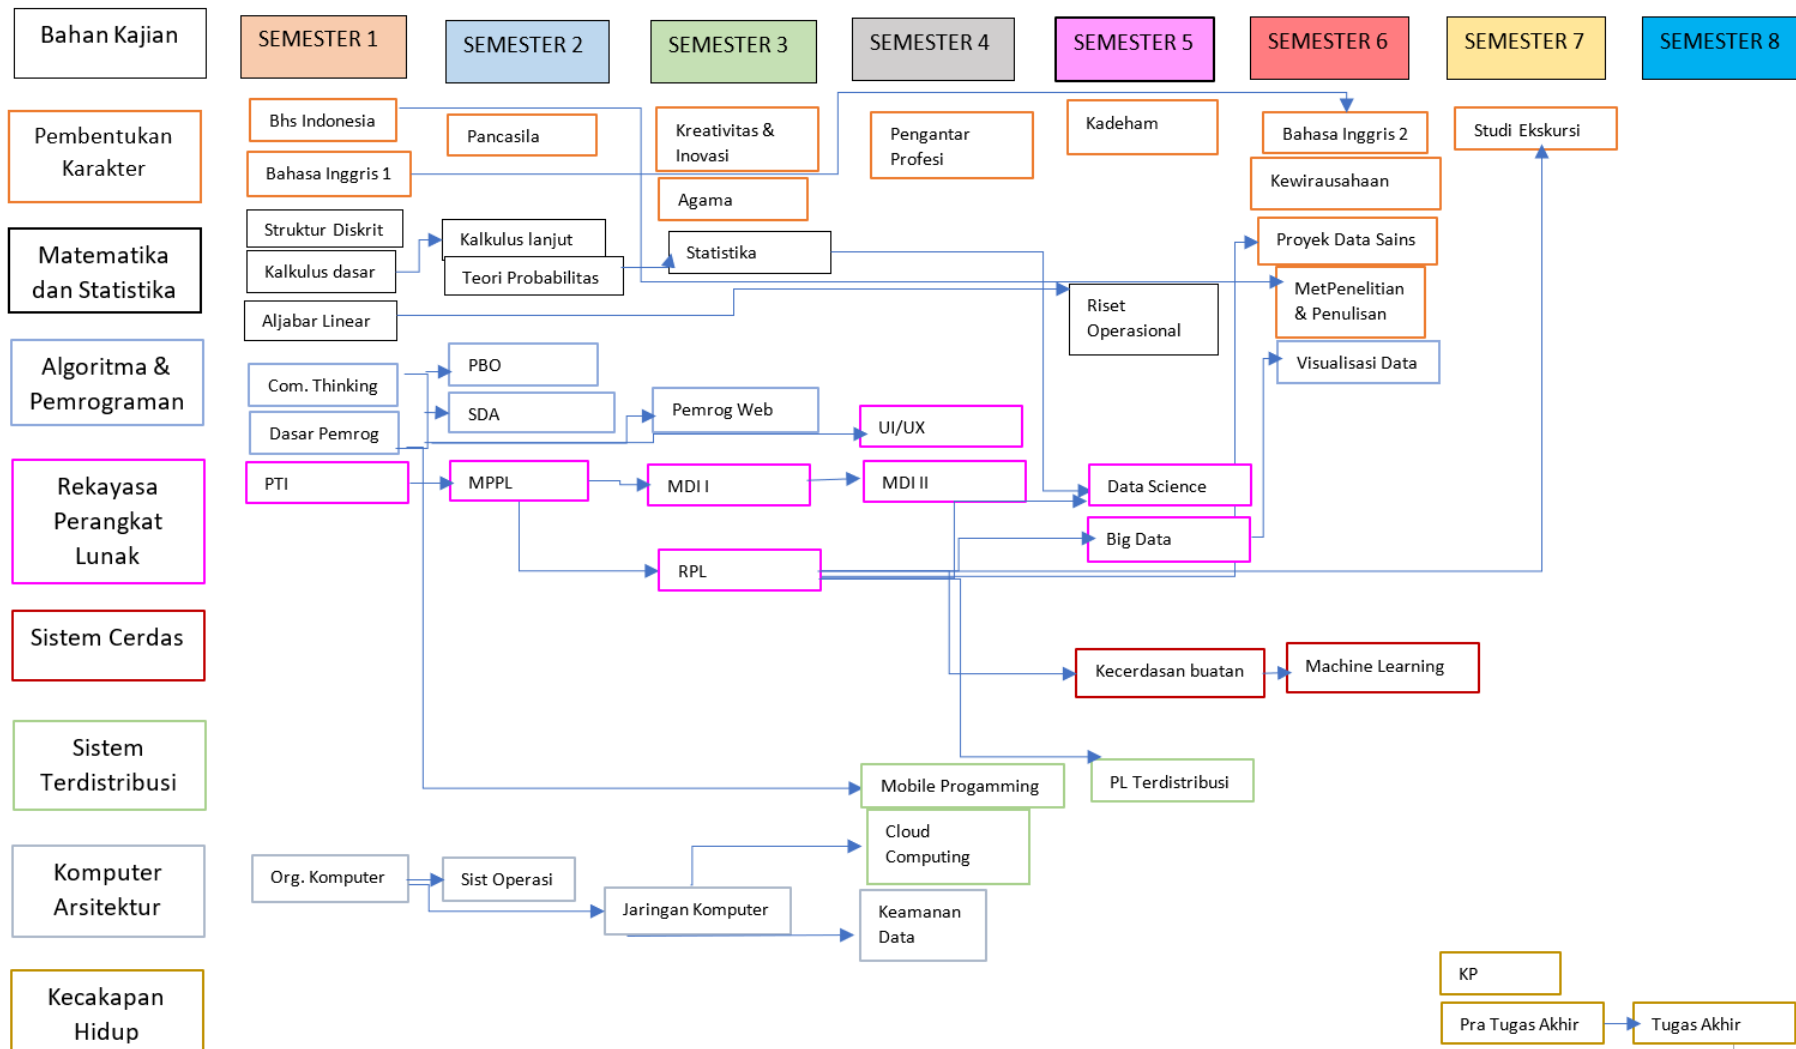 Bahan Kajian
SEMESTER 1
SEMESTER 2
SEMESTER 3
SEMESTER 4
SEMESTER 5
SEMESTER 6
SEMESTER 7
SEMESTER 8
Pembentukan
Karakter
Bhs Indonesia
Bahasa Inggris 1
Pancasila
Kreativitas &
Inovasi
Agama
Pengantar
Profesi
Kadeham
Bahasa Inggris 2
Kewirausahaan
Studi Ekskursi
Matematika
dan Statistika
Struktur Diskrit
Kalkulus dasar
Aljabar Linear
Kalkulus lanjut
Teori Probabilitas
Statistika
Riset
Operasional
Proyek Data Sains
MetPenelitian
& Penulisan
Algoritma &
Pemrograman
Com. Thinking
Dasar Pemrog
PBO
SDA
Pemrog Web
UI/UX
Visualisasi Data
Rekayasa
Perangkat
Lunak
PTI
MPPL
MDI I
MDI II
RPL
Data Science
Big Data
Sistem Cerdas
Kecerdasan buatan
Machine Learning
Sistem
Terdistribusi
Mobile Progamming
PL Terdistribusi
Cloud
Computing
Komputer
Arsitektur
Org. Komputer
Sist Operasi
Jaringan Komputer
Keamanan
Data
Kecakapan
Hidup
KP
Pra Tugas Akhir
Tugas Akhir